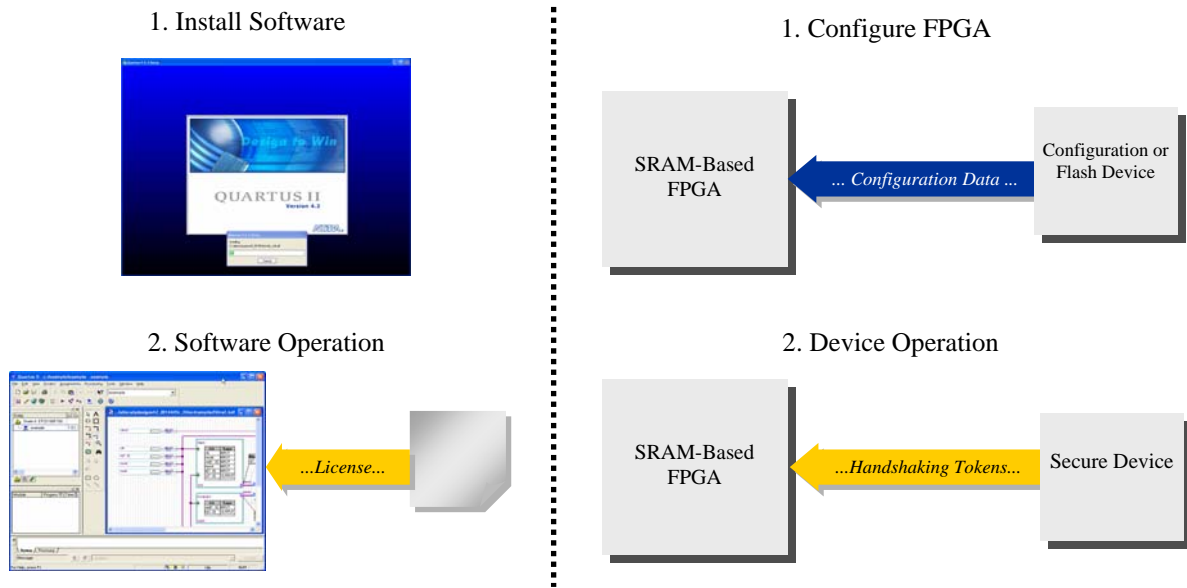 1. Install Software
Design to Win
QUARTUS II
Version 4.2
2. Software Operation
...License...
1. Configure FPGA
SRAM-Based
FPGA
... Configuration Data ...
Configuration or
Flash Device
2. Device Operation
SRAM-Based
FPGA
...Handshaking Tokens...
Secure Device